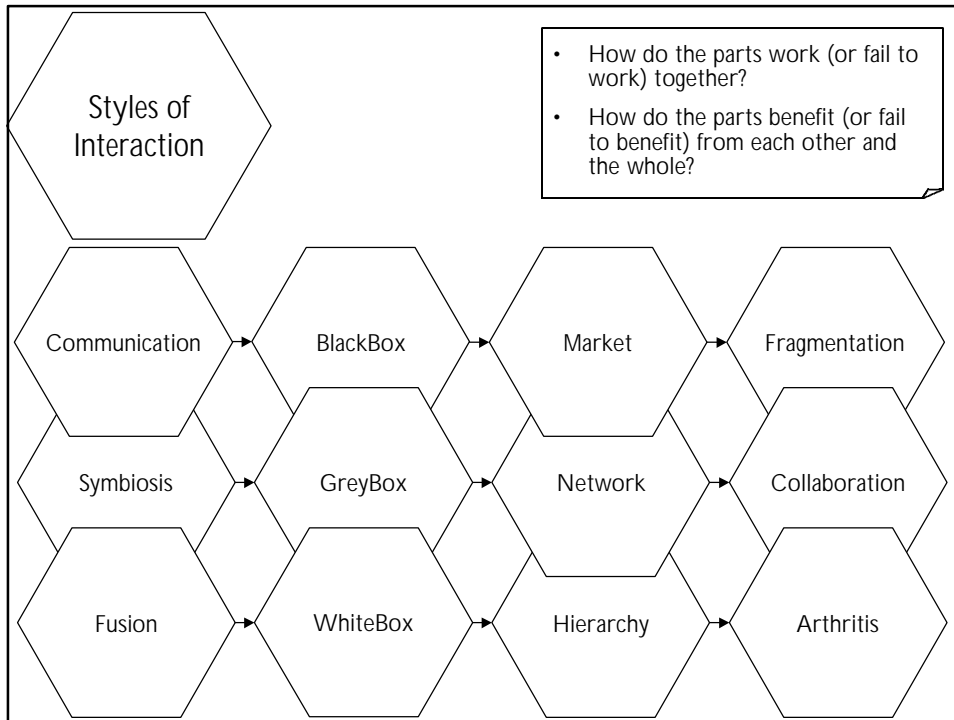 Styles of
Interaction
• How do the parts work (or fail to
work) together?
• How do the parts benefit (or fail
to benefit) from each other and
the whole?
Communication
BlackBox
Market
Fragmentation
Symbiosis
GreyBox
Network
Collaboration
Fusion
WhiteBox
Hierarchy
Arthritis